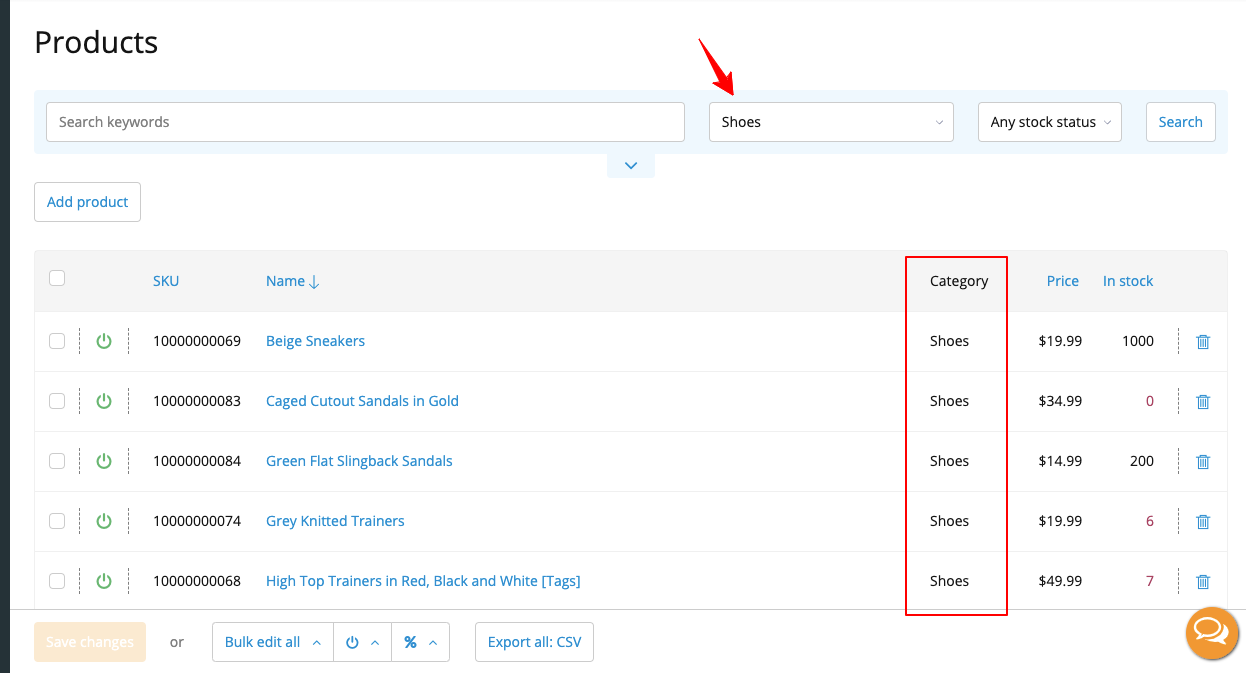 Products
Search keywords Shoes Any stock status Search
Add product
SKU Name Category Price In stock
10000000069 Beige Sneakers Shoes $19.99 1000
10000000083 Caged Cutout Sandals in Gold Shoes $34.99 0
10000000084 Green Flat Slingback Sandals Shoes $14.99 200
10000000074 Grey Knitted Trainers Shoes $19.99 6
10000000068 High Top Trainers in Red, Black and White [Tags] Shoes $49.99 7
Save changes or Bulk edit all % Export all: CSV